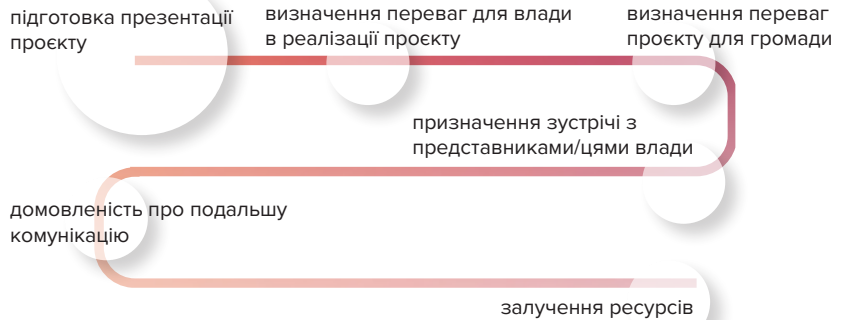 підготовка презентації
проєкту
визначення переваг для влади
в реалізації проєкту
визначення переваг
проєкту для громади
призначення зустрічі з
представниками/цями влади
домовленість про подальшу
комунікацію
залучення ресурсів